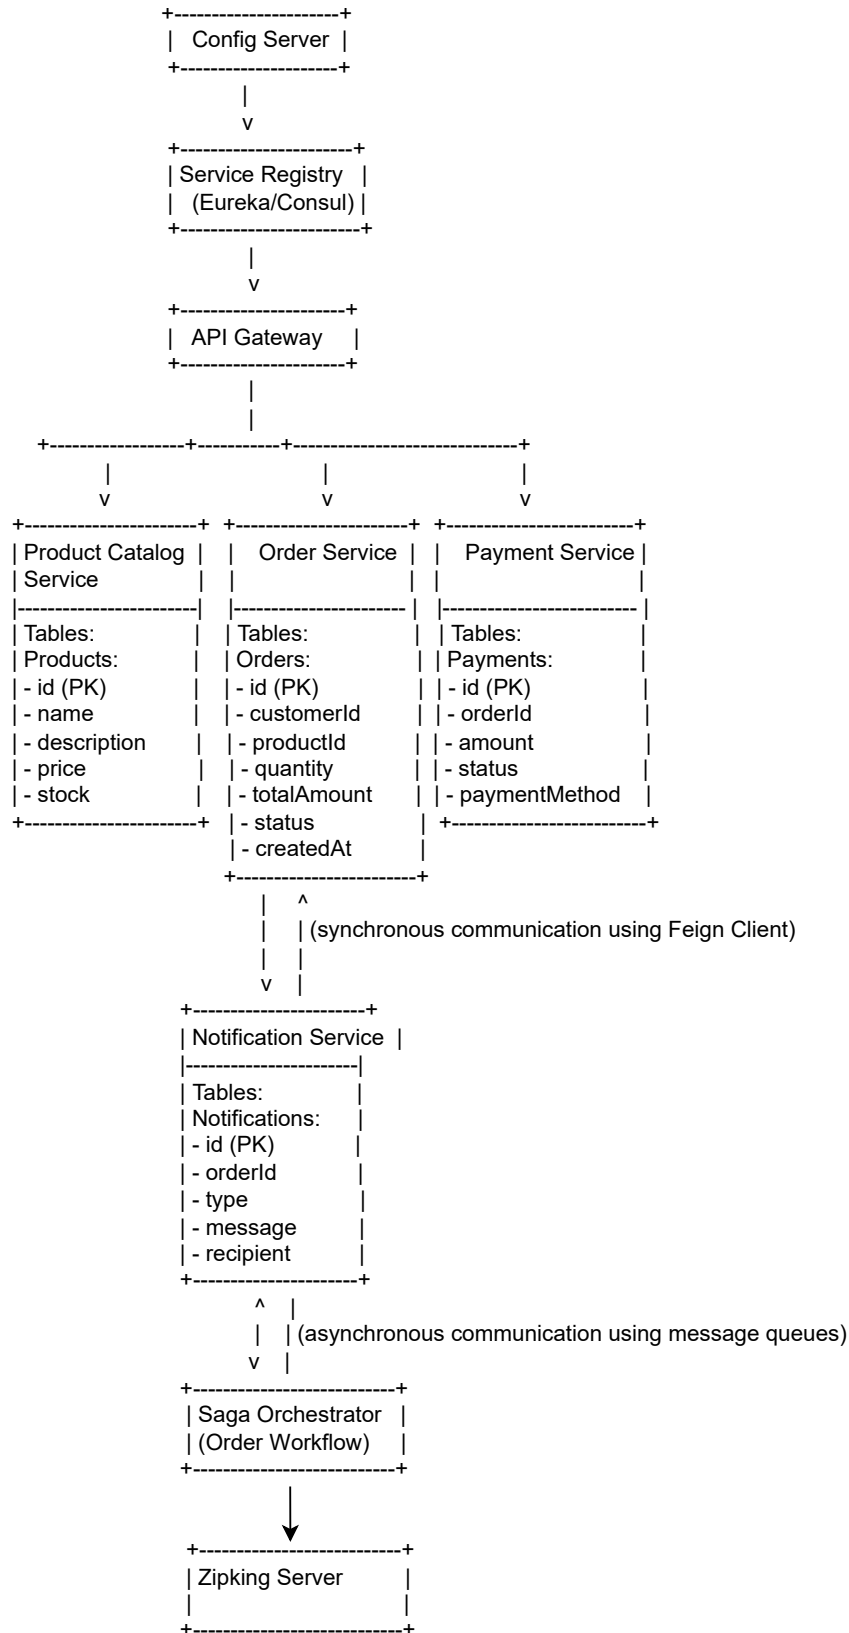 +----------------------+
| Config Server |
+---------------------+
|
v
+-----------------------+
| Service Registry |
| (Eureka/Consul) |
+------------------------+
|
v
+----------------------+
| API Gateway |
+----------------------+
|
|
+------------------+-----------+------------------------------+
| | |
v v v
+-----------------------+ +-----------------------+ +-------------------------+
| Product Catalog | | Order Service | | Payment Service |
| Service | | | | |
|------------------------| |----------------------- | |-------------------------- |
| Tables: | | Tables: | | Tables: |
| Products: | | Orders: | | Payments: |
| - id (PK) | | - id (PK) | | - id (PK) |
| - name | | - customerId | | - orderId |
| - description | | - productId | | - amount |
| - price | | - quantity | | - status |
| - stock | | - totalAmount | | - paymentMethod |
+-----------------------+ | - status | +--------------------------+
| - createdAt |
+------------------------+
| ^
| | (synchronous communication using Feign Client)
| |
v |
+-----------------------+
| Notification Service |
|-----------------------|
| Tables: |
| Notifications: |
| - id (PK) |
| - orderId |
| - type |
| - message |
| - recipient |
+----------------------+
^ |
| | (asynchronous communication using message queues)
v |
+---------------------------+
| Saga Orchestrator |
| (Order Workflow) |
+---------------------------+
+---------------------------+
| Zipking Server |
| |
+----------------------------+